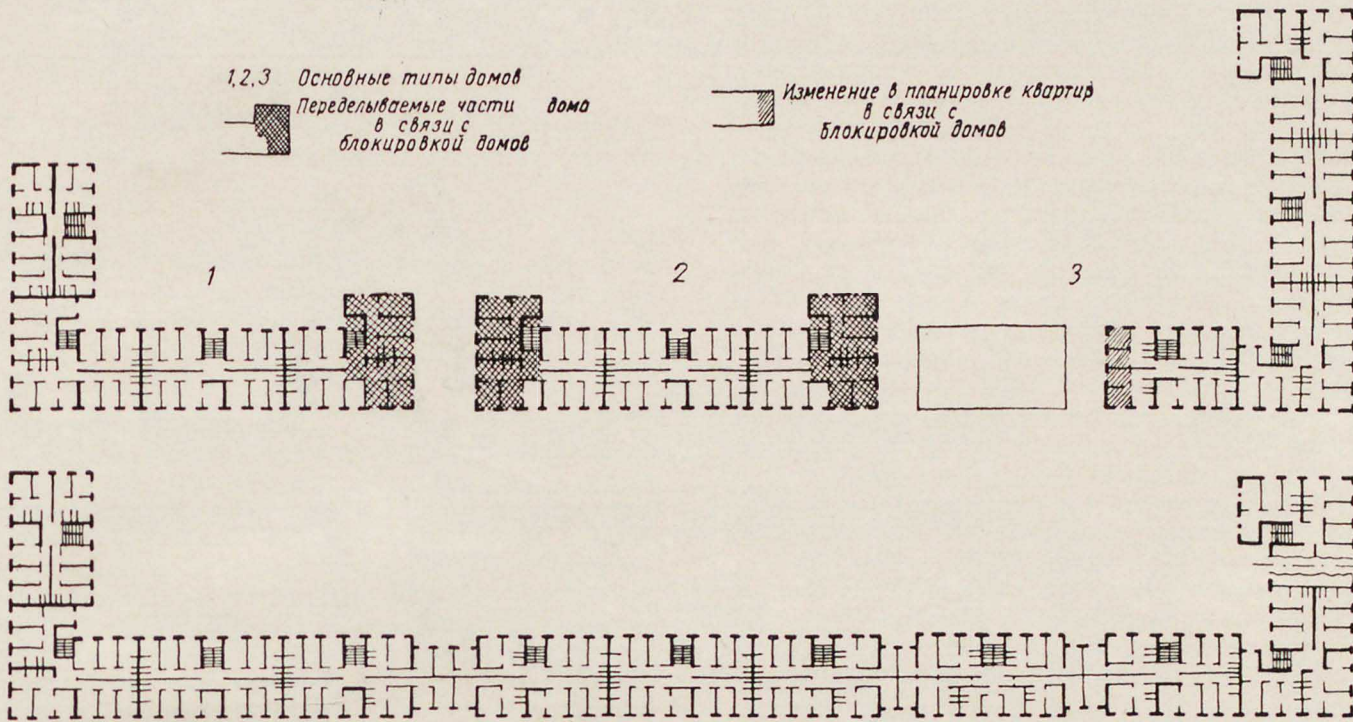 1,2,3 Основные типы домов
Переделываемые части дома
в связи с
блокировкой домов
Изменение в планировке квартир
в связи с
блокировкой домов
1
2
3